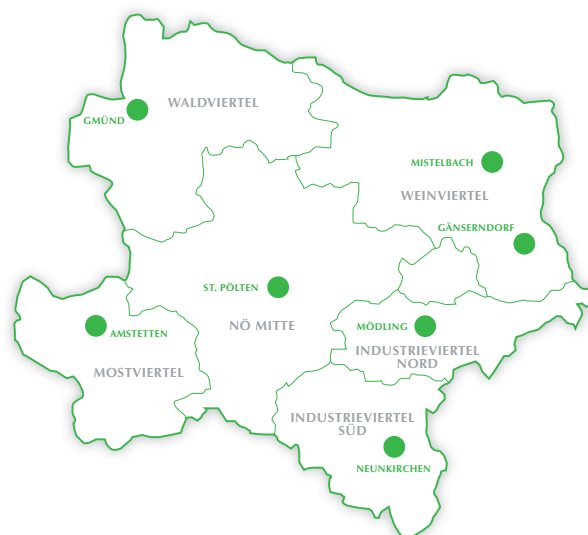 WALDVIERTEL
GMÜND
MISTELBACH
WEINVIERTEL
GÄNSERNDORF
ST. PÖLTEN
NÖ MITTE
MÖDLING
INDUSTRIEVIERTEL
NORD
AMSTETTEN
MOSTVIERTEL
INDUSTRIEVIERTEL
SÜD
NEUNKIRCHEN